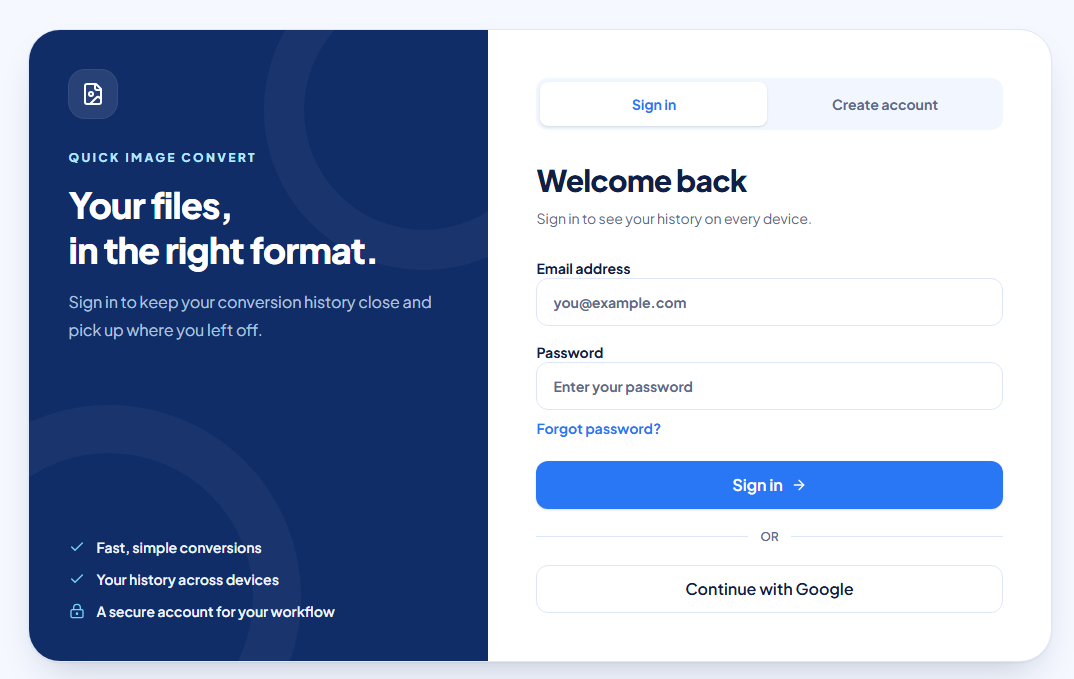 QUICK IMAGE CONVERT
Your files,
in the right format.
Sign in to keep your conversion history close and
pick up where you left off.
Fast, simple conversions
Your history across devices
A secure account for your workflow
Sign in
Create account
Welcome back
Sign in to see your history on every device.
Email address
you@example.com
Password
Enter your password
Forgot password?
Sign in →
OR
Continue with Google